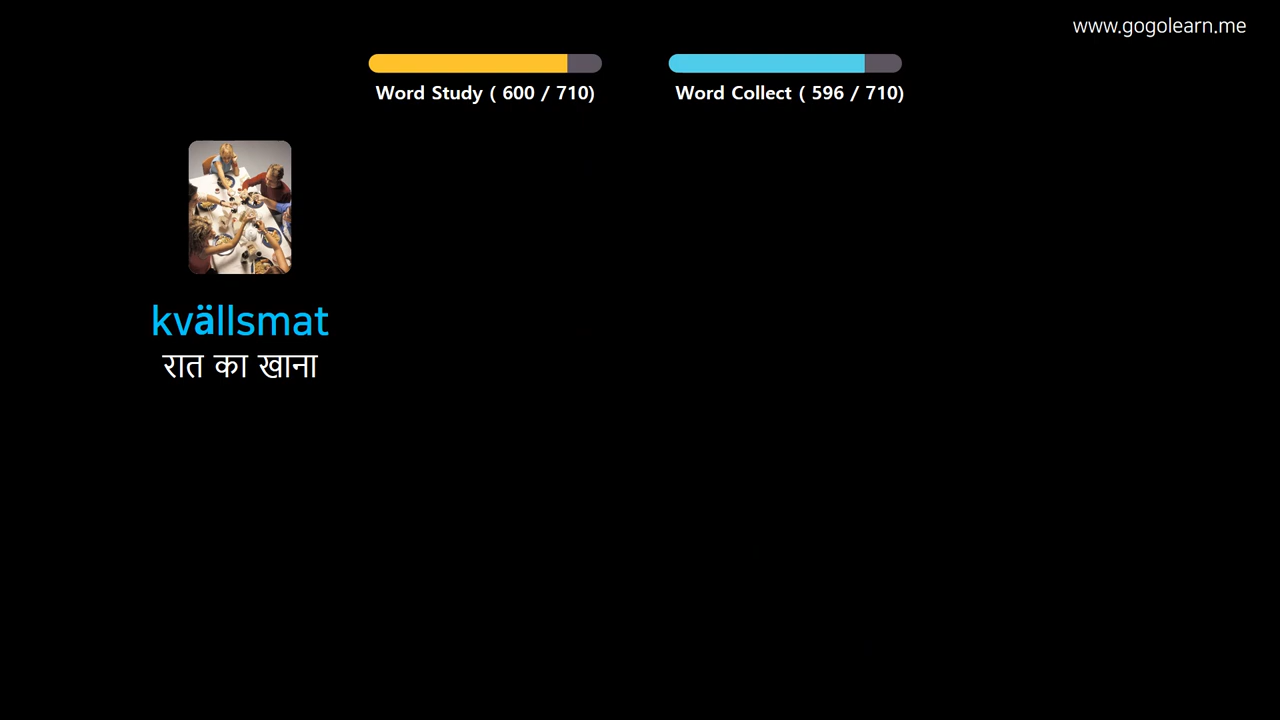 www.gogolearn.me
Word Study ( 600 / 710)
Word Collect ( 596 / 710)
kvällsmat
रात का खाना